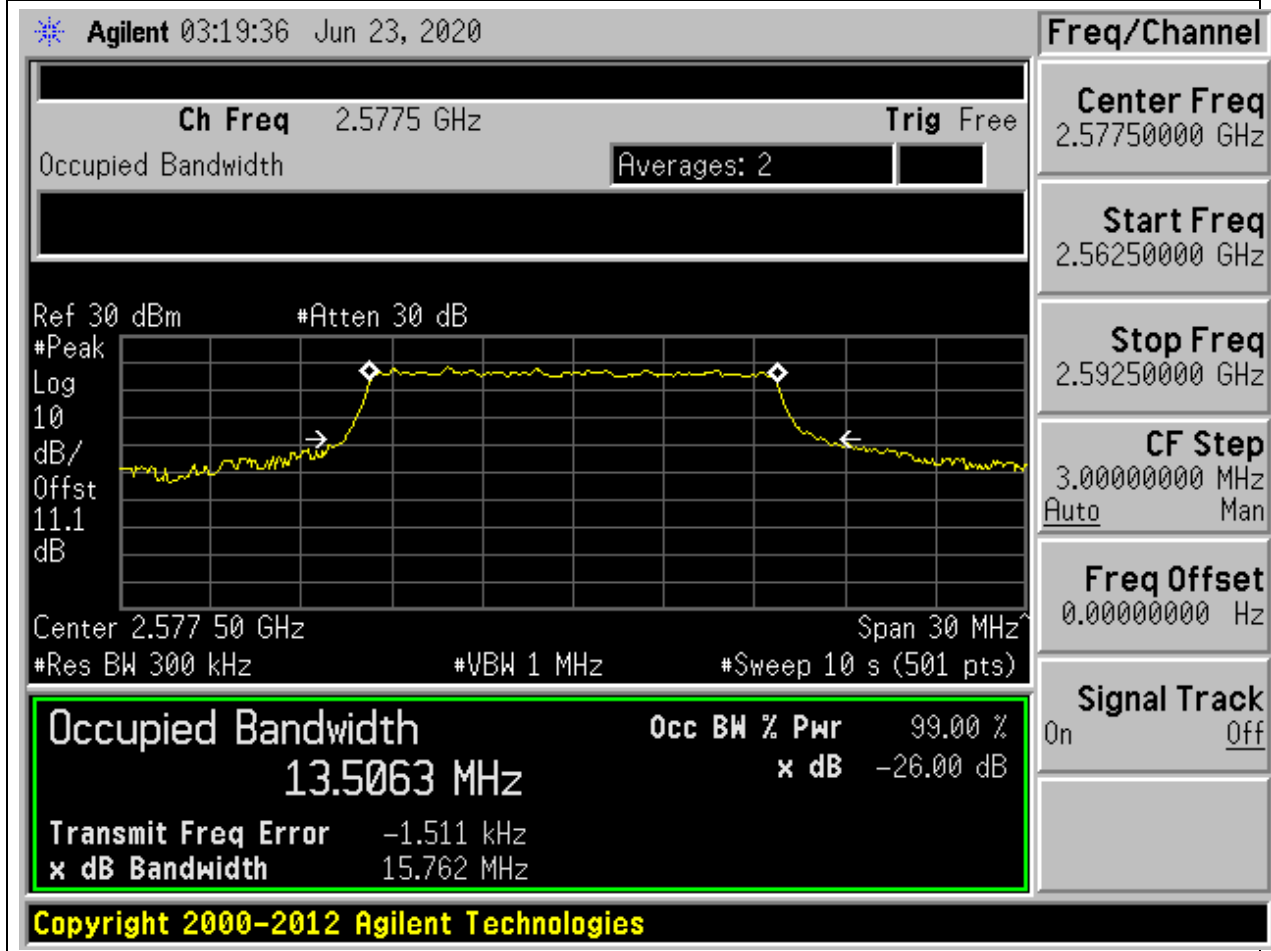 Agilent 03:19:36 Jun 23, 2020
Freq/Channel
Ch Freq 2.5775 GHz Trig Free
Occupied Bandwidth Averages: 2
Ref 30 dBm #Atten 30 dB
#Peak
Log
10
dB/
Offst
11.1
dB
Center 2.577 50 GHz Span 30 MHz^
#Res BW 300 kHz #VBW 1 MHz #Sweep 10 s (501 pts)
Occupied Bandwidth Occ BW % Pwr 99.00 %
13.5063 MHz x dB -26.00 dB
Transmit Freq Error -1.511 kHz
x dB Bandwidth 15.762 MHz
Center Freq
2.57750000 GHz
Start Freq
2.56250000 GHz
Stop Freq
2.59250000 GHz
CF Step
3.00000000 MHz
Auto Man
Freq Offset
0.00000000 Hz
Signal Track
On Off
Copyright 2000-2012 Agilent Technologies